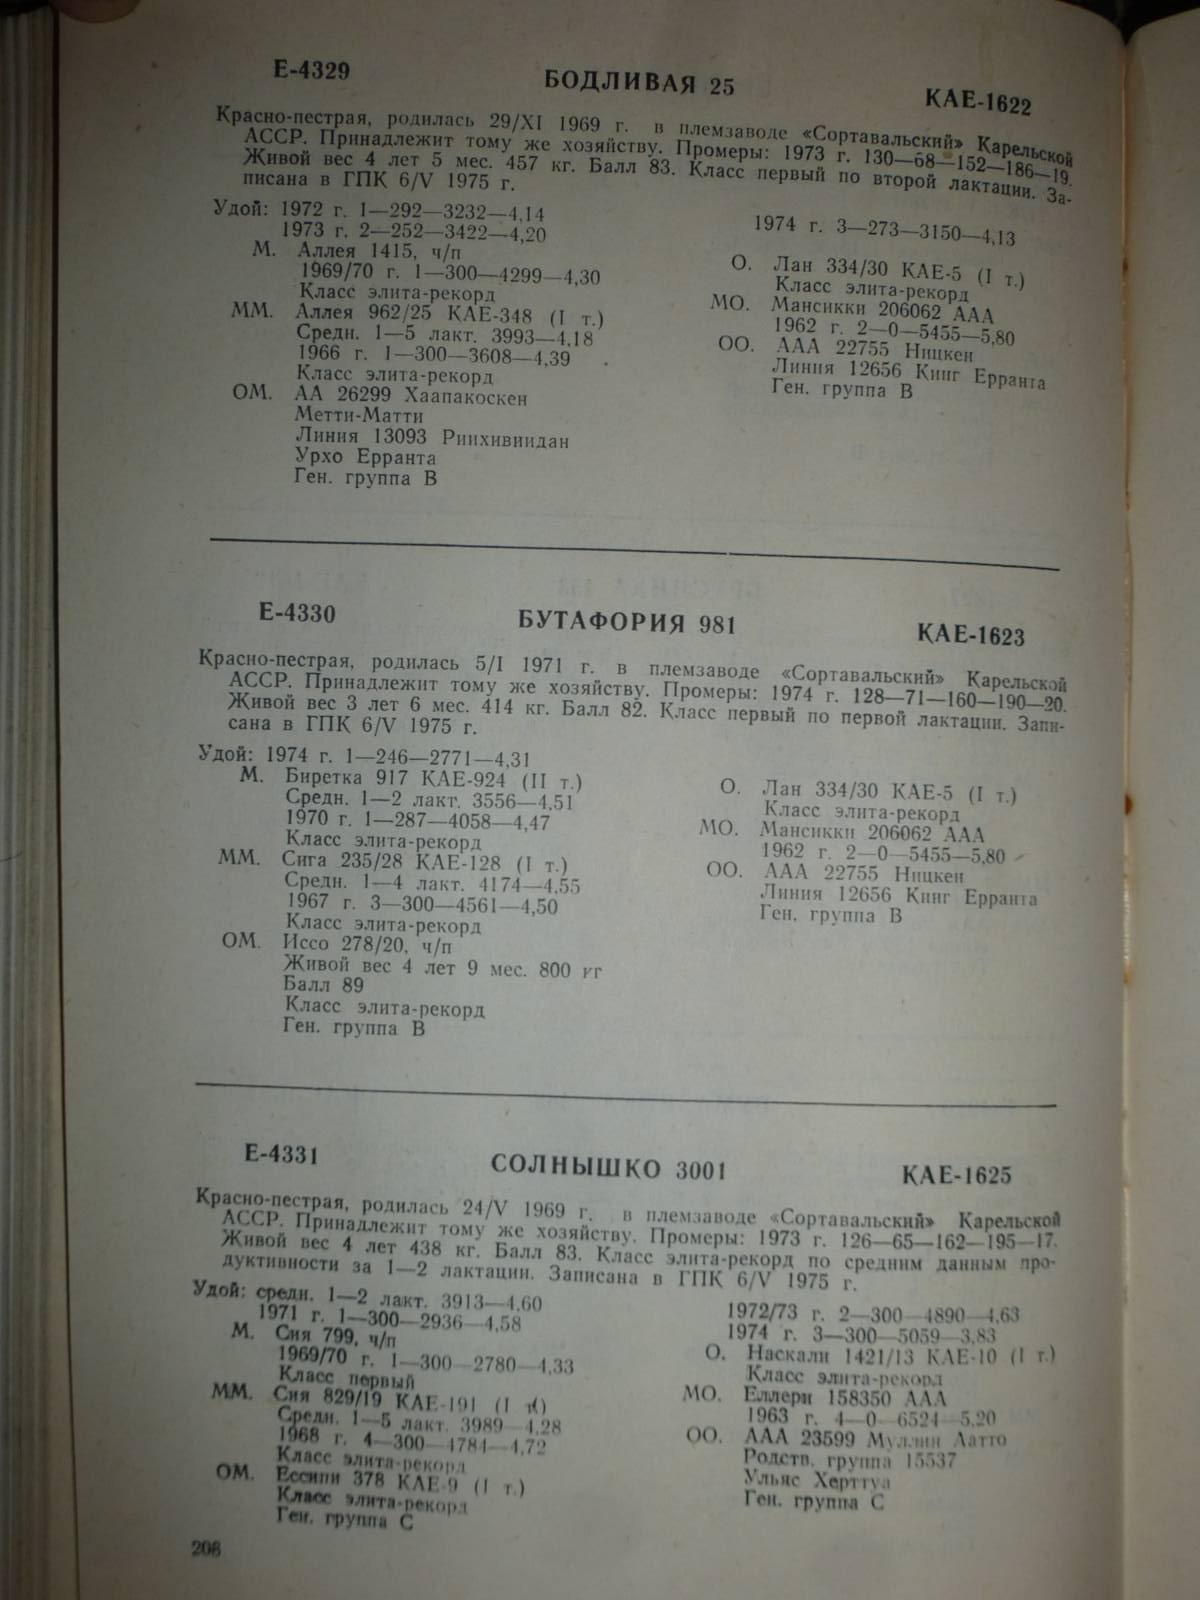 Е-4329
БОДЛИВАЯ 25
КАЕ-1622
Красно-пестрая, родилась 29/XI 1969 г. в племзаводе «Сортавальский» Карельской
АССР. Принадлежит тому же хозяйству. Промеры: 1973 г. 130—68—152—186—19.
Живой вес 4 лет 5 мес. 457 кг. Балл 83. Класс первый по второй лактации. За-
писана в ГПК 6/V 1975 г.
Удой: 1972 г. 1—292—3232—4,14
1973 г. 2—252—3422—4,20
М. Аллея 1415, ч/п
1969/70 г. 1—300—4299—4,30
Класс элита-рекорд
ММ. Аллея 962/25 КАЕ-348 (I т.)
Средн. 1—5 лакт. 3993—4,18
1966 г. 1—300—3608—4,39
Класс элита-рекорд
ОМ. АА 26299 Хаапакоскен
Метти-Матти
Линия 13093 Риихивиидан
Урхо Ерранта
Ген. группа В
1974 г. 3—273—3150—4,13
О. Лан 334/30 КАЕ-5 (I т.)
Класс элита-рекорд
МО. Мансикки 206062 ААА
1962 г. 2—0—5455—5,80
ОО. ААА 22755 Ницкен
Линия 12656 Кинг Ерранта
Ген. группа В
Е-4330
БУТАФОРИЯ 981
КАЕ-1623
Красно-пестрая, родилась 5/I 1971 г. в племзаводе «Сортавальский» Карельской
АССР. Принадлежит тому же хозяйству. Промеры: 1974 г. 128—71—160—190—20.
Живой вес 3 лет 6 мес. 414 кг. Балл 82. Класс первый по первой лактации. Запи-
сана в ГПК 6/V 1975 г.
Удой: 1974 г. 1—246—2771—4,31
М. Биретка 917 КАЕ-924 (II т.)
Средн. 1—2 лакт. 3556—4,51
1970 г. 1—287—4058—4,47
Класс элита-рекорд
ММ. Сига 235/28 КАЕ-128 (I т.)
Средн. 1—4 лакт. 4174—4,55
1967 г. 3—300—4561—4,50
Класс элита-рекорд
ОМ. Иссо 278/20, ч/п
Живой вес 4 лет 9 мес. 800 кг
Балл 89
Класс элита-рекорд
Ген. группа В
О. Лан 334/30 КАЕ-5 (I т.)
Класс элита-рекорд
МО. Мансикки 206062 ААА
1962 г. 2—0—5455—5,80
ОО. ААА 22755 Ницкен
Линия 12656 Кинг Ерранта
Ген. группа В
Е-4331
СОЛНЫШКО 3001
КАЕ-1625
Красно-пестрая, родилась 24/V 1969 г. в племзаводе «Сортавальский» Карельской
АССР. Принадлежит тому же хозяйству. Промеры: 1973 г. 126—65—162—195—17.
Живой вес 4 лет 438 кг. Балл 83. Класс элита-рекорд по средним данным про-
дуктивности за 1—2 лактации. Записана в ГПК 6/V 1975 г.
Удой: средн. 1—2 лакт. 3913—4,60
1971 г. 1—300—2936—4,58
М. Сия 799, ч/п
1969/70 г. 1—300—2780—4,33
Класс первый
ММ. Сия 829/19 КАЕ-191 (I т.)
Средн. 1—5 лакт. 3989—4,28
1968 г. 4—300—4784—4,72
Класс элита-рекорд
ОМ. Ессипи 378 КАЕ-9 (I т.)
Класс элита-рекорд
Ген. группа С
1972/73 г. 2—300—4890—4,63
1974 г. 3—300—5059—3,83
О. Наскали 1421/13 КАЕ-10 (I т.)
Класс элита-рекорд
МО. Еллери 158350 ААА
1963 г. 4—0—6524—5,20
ОО. ААА 23599 Муллин Аатто
Родств. группа 15537
Ульяс Херттуа
Ген. группа С
208